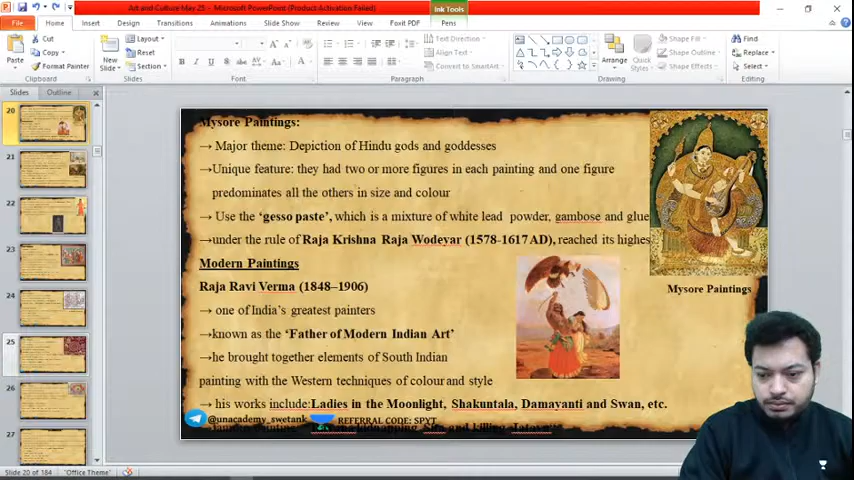 Art and Culture May 25 - Microsoft PowerPoint (Product Activation Failed)
Ink Tools
File Home Insert Design Transitions Animations Slide Show Review View Foxit PDF Pens
Cut
Copy
Format Painter
Paste
Clipboard
New Slide
Layout
Reset
Section
Slides
Font
Text Direction
Align Text
Convert to SmartArt
Paragraph
Arrange
Quick Styles
Shape Fill
Shape Outline
Shape Effects
Drawing
Find
Replace
Select
Editing
Slides Outline
20
21
22
23
24
25
26
27
Mysore Paintings:
→ Major theme: Depiction of Hindu gods and goddesses
→Unique feature: they had two or more figures in each painting and one figure
predominates all the others in size and colour
→ Use the ‘gesso paste’, which is a mixture of white lead powder, gambose and glue
→under the rule of Raja Krishna Raja Wodeyar (1578-1617 AD), reached its highes
Modern Paintings
Raja Ravi Verma (1848–1906)
→ one of India’s greatest painters
→known as the ‘Father of Modern Indian Art’
→he brought together elements of South Indian
painting with the Western techniques of colour and style
→ his works include:Ladies in the Moonlight, Shakuntala, Damayanti and Swan, etc.
Mysore Paintings
@unacademy_swetank
REFERRAL CODE: SPYT
Slide 20 of 184
"Office Theme"